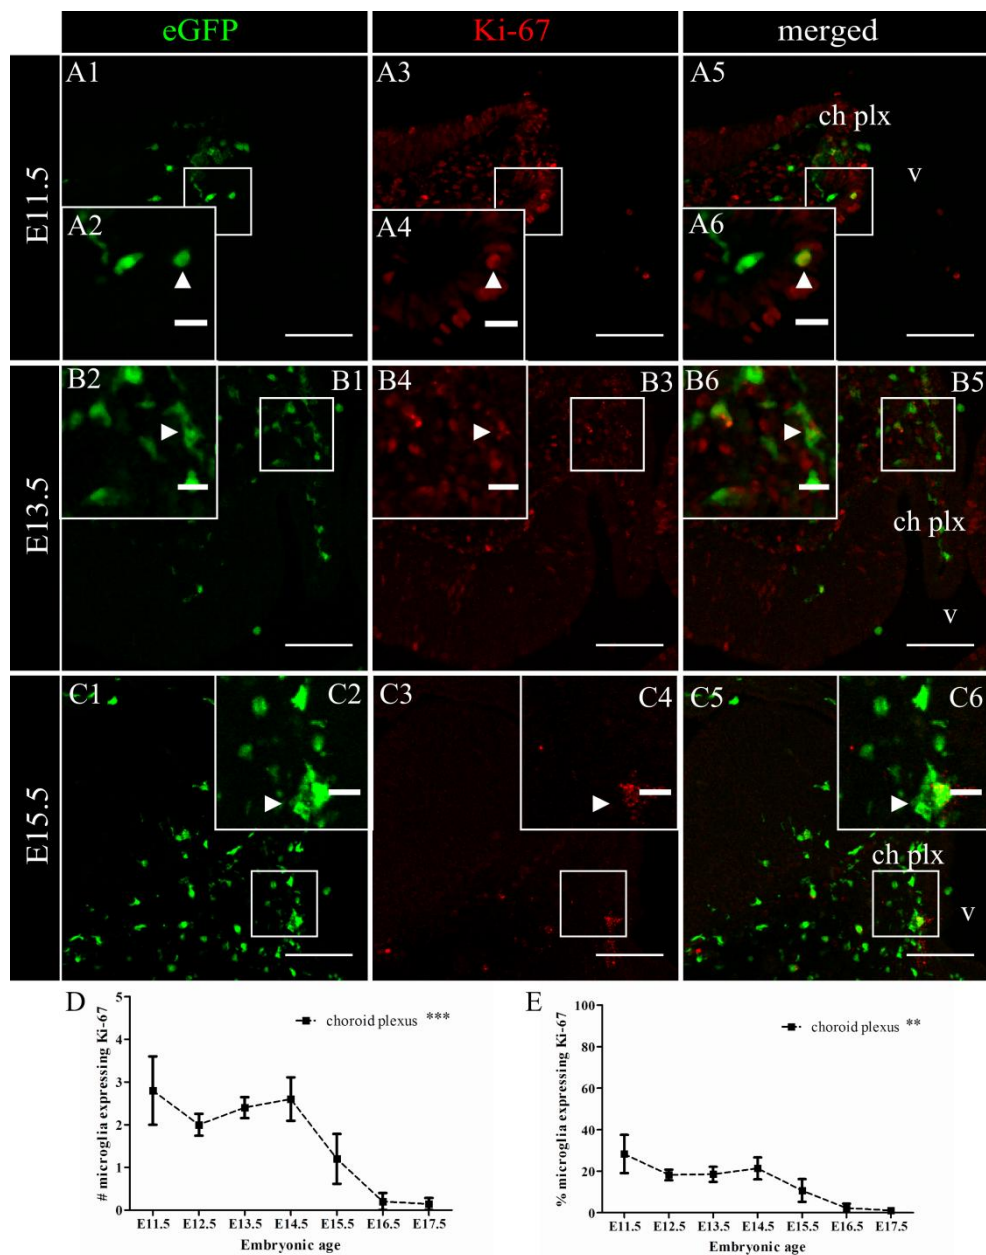 eGFP Ki-67 merged
E11.5
A1 A3 A5
ch plx
v
A2 A4 A6
E13.5
B2 B1 B4 B3 B6 B5
ch plx
v
E15.5
C1 C2 C3 C4 C5 C6
ch plx
v
D
# microglia expressing Ki-67
5
4
3
2
1
0
choroid plexus ***
E11.5 E12.5 E13.5 E14.5 E15.5 E16.5 E17.5
Embryonic age
E
% microglia expressing Ki-67
100
80
60
40
20
0
choroid plexus **
E11.5 E12.5 E13.5 E14.5 E15.5 E16.5 E17.5
Embryonic age